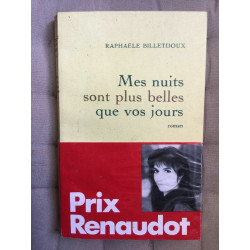 RAPHAËLE BILLETDOUX
Mes nuits
sont plus belles
que vos jours
roman
Prix
Renaudot